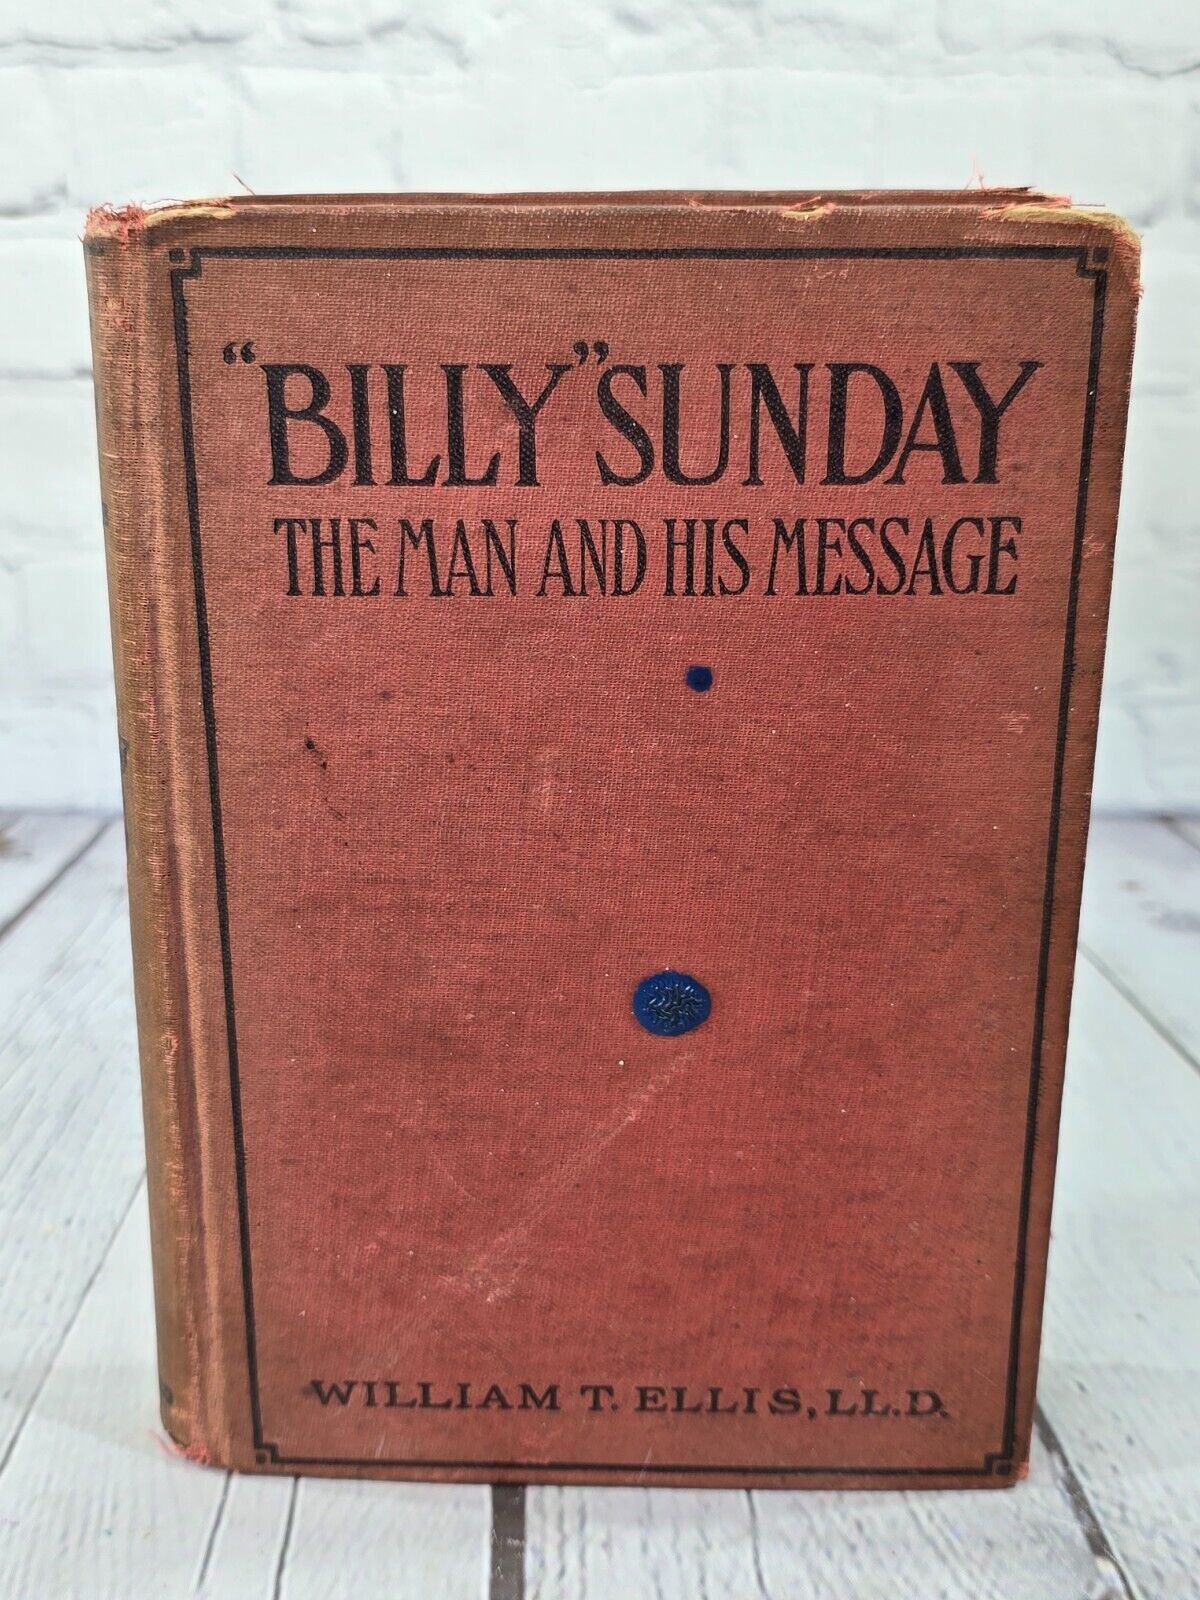 “BILLY” SUNDAY
THE MAN AND HIS MESSAGE
WILLIAM T. ELLIS, LL.D.